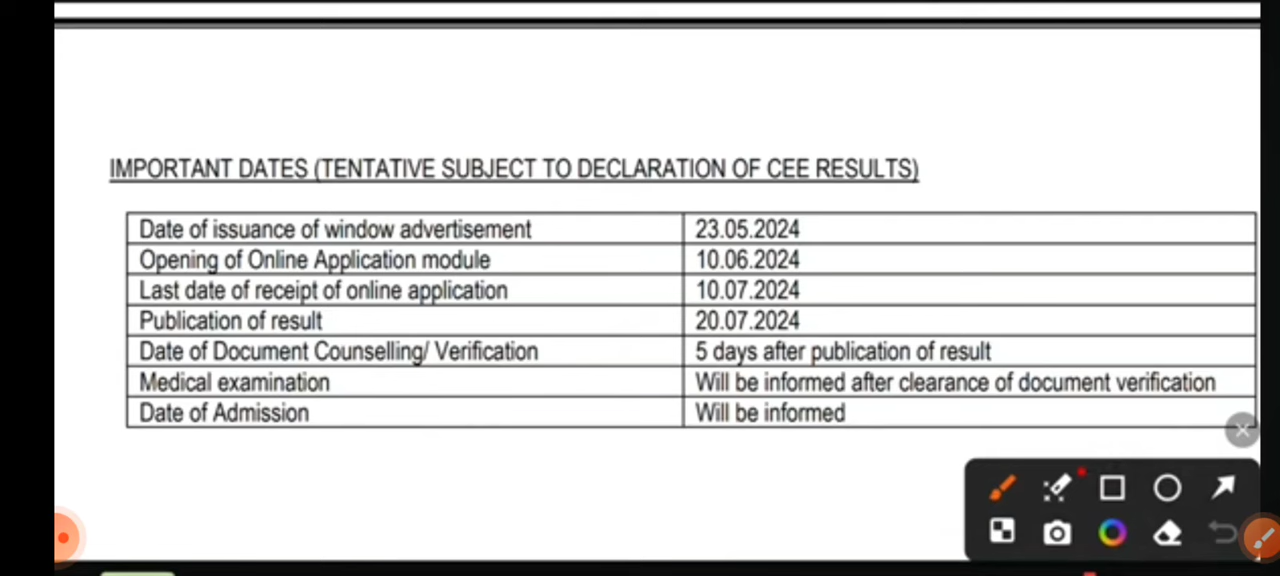 IMPORTANT DATES (TENTATIVE SUBJECT TO DECLARATION OF CEE RESULTS)
Date of issuance of window advertisement 23.05.2024
Opening of Online Application module 10.06.2024
Last date of receipt of online application 10.07.2024
Publication of result 20.07.2024
Date of Document Counselling/ Verification 5 days after publication of result
Medical examination Will be informed after clearance of document verification
Date of Admission Will be informed